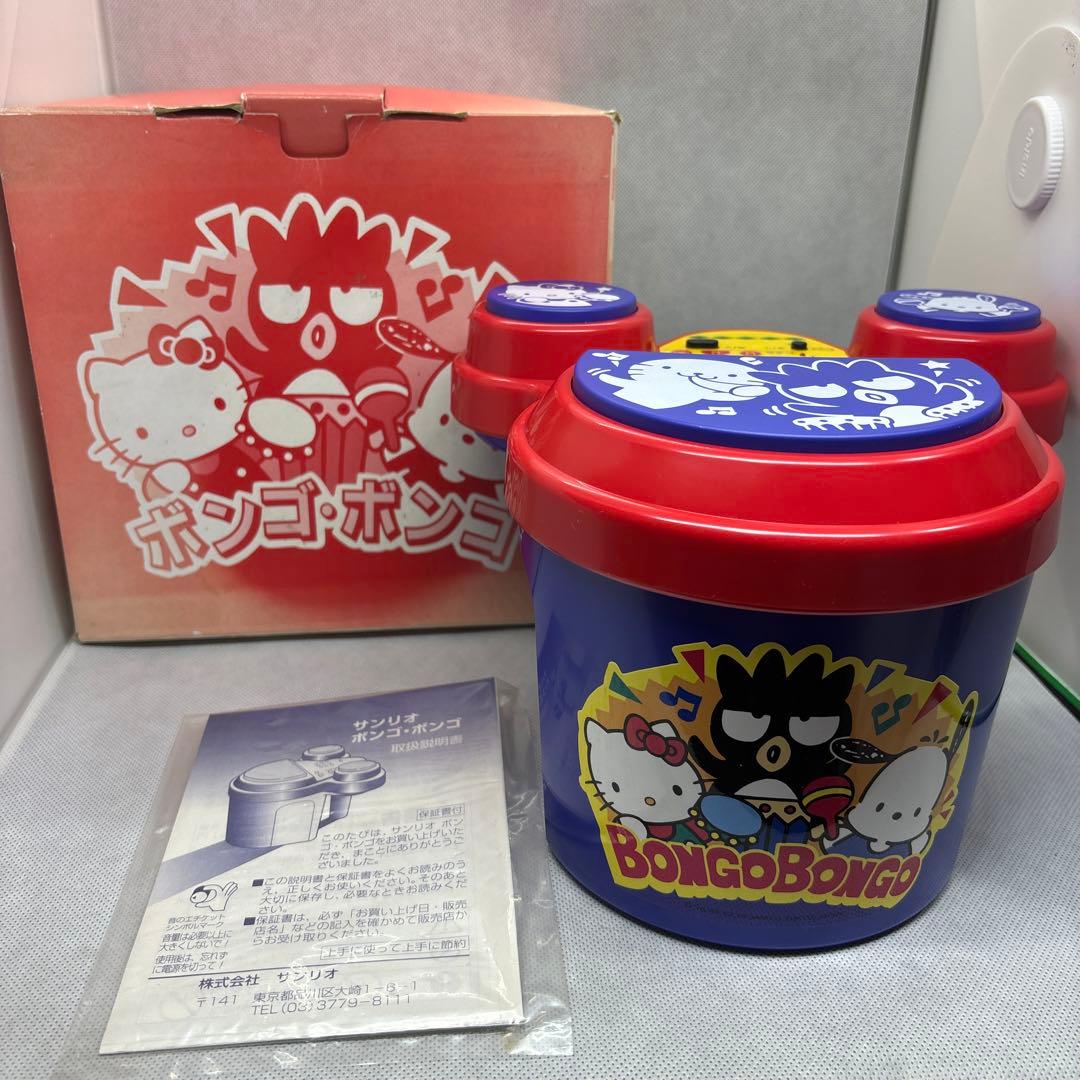 ボンゴ・ボンゴ
BONGOBONGO
サンリオ
ボンゴ・ボンゴ
取扱説明書
保証書付
このたびは、サンリオ ボン
ゴ・ボンゴをお買い上げいた
だき、まことにありがとうご
ざいました。
■この説明書と保証書をよくお読みのう
え、正しくお使いください。そのあと
大切に保存し、必要なときお読みくだ
さい。
■保証書は、必ず「お買い上げ日・販売
店名」などの記入を確かめて販売店か
らお受け取りください。
上手に使って上手に節約
音のエチケット
シンボルマーク
音量は必要以上に
大きくしないで!
使用後は、忘れず
に電源を切って!
株式会社 サンリオ
〒141 東京都品川区大崎1-6-1
TEL(03)3779-8111